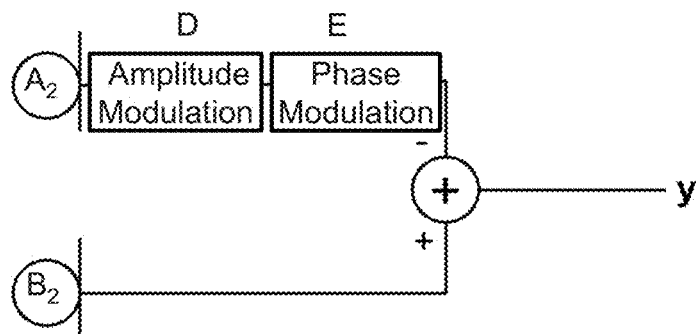 D E
A₂ Amplitude Modulation Phase Modulation
-
+ y
+
B₂